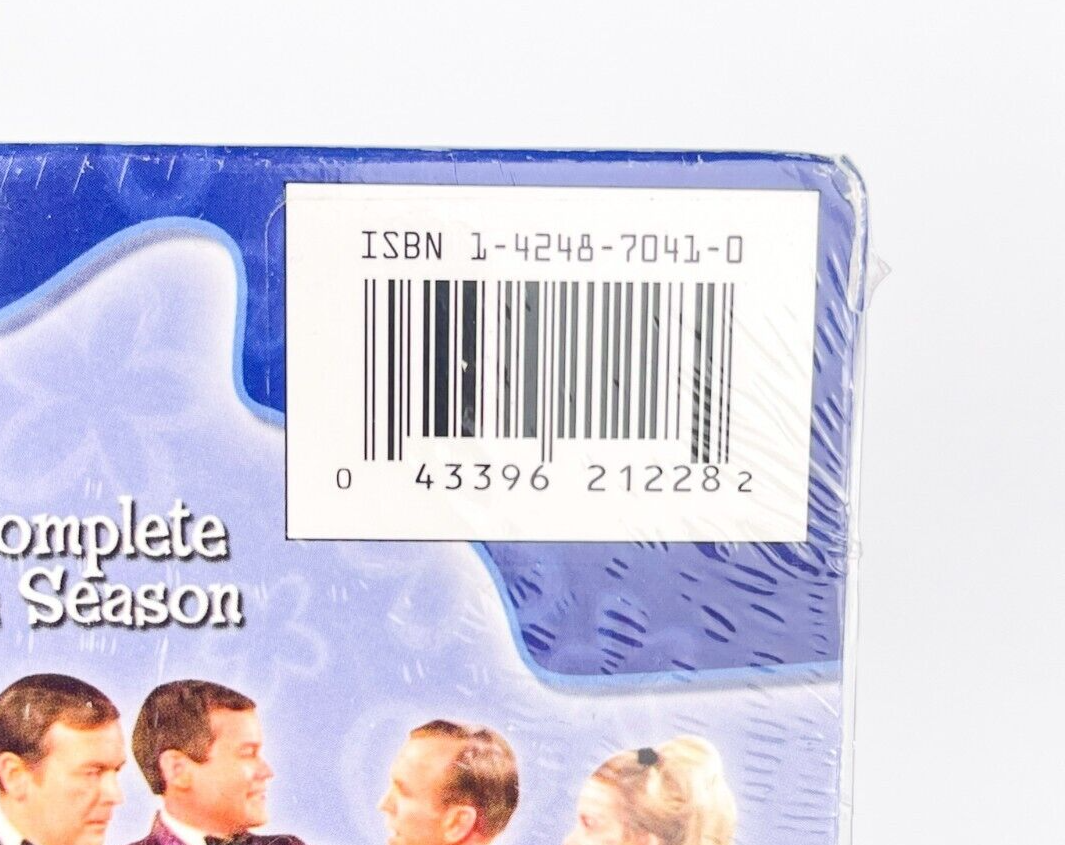 ISBN 1-4248-7041-0
0 43396 21228 2
omplete
Season